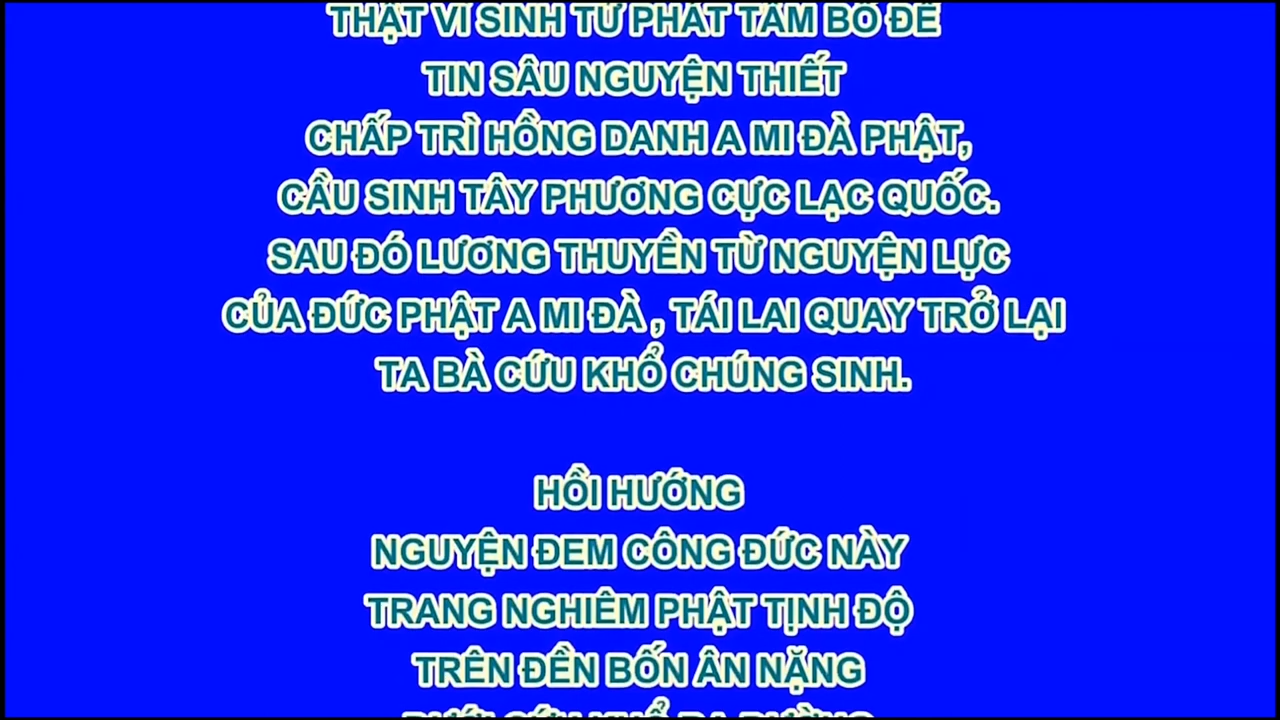 THẬT VÌ SINH TỬ PHÁT TÂM BỒ ĐỀ
TIN SÂU NGUYỆN THIẾT
CHẤP TRÌ HỒNG DANH A MI ĐÀ PHẬT,
CẦU SINH TÂY PHƯƠNG CỰC LẠC QUỐC.
SAU ĐÓ LƯƠNG THUYỀN TỪ NGUYỆN LỰC
CỦA ĐỨC PHẬT A MI ĐÀ , TÁI LAI QUAY TRỞ LẠI
TA BÀ CỨU KHỔ CHÚNG SINH.
HỒI HƯỚNG
NGUYỆN ĐEM CÔNG ĐỨC NÀY
TRANG NGHIÊM PHẬT TỊNH ĐỘ
TRÊN ĐỀN BỐN ÂN NẶNG